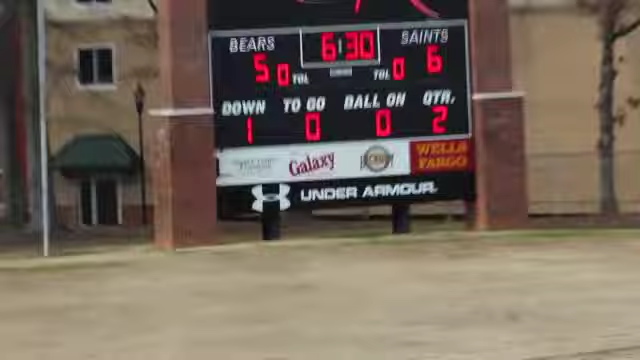 BEARS 6:30 SAINTS
5 0 TOL TOL 0 6
DOWN TO GO BALL ON QTR.
1 0 0 2
Galaxy WELLS FARGO
UNDER ARMOUR